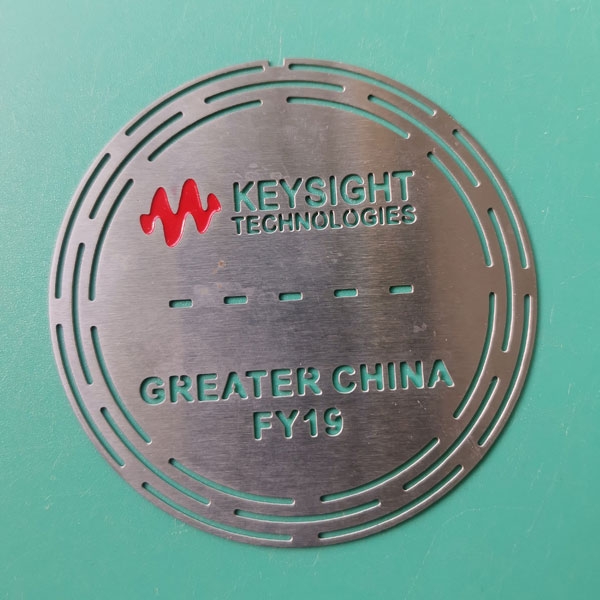 KEYSIGHT
TECHNOLOGIES
- - - - -
GREATER CHINA
FY19